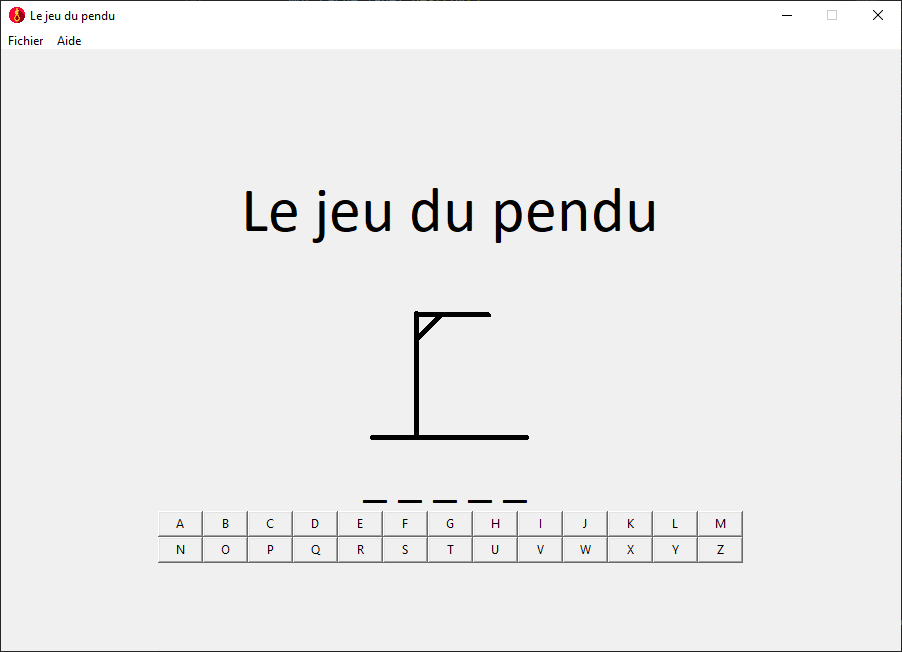 Le jeu du pendu
Fichier Aide
Le jeu du pendu
_ _ _ _ _
A B C D E F G H I J K L M
N O P Q R S T U V W X Y Z